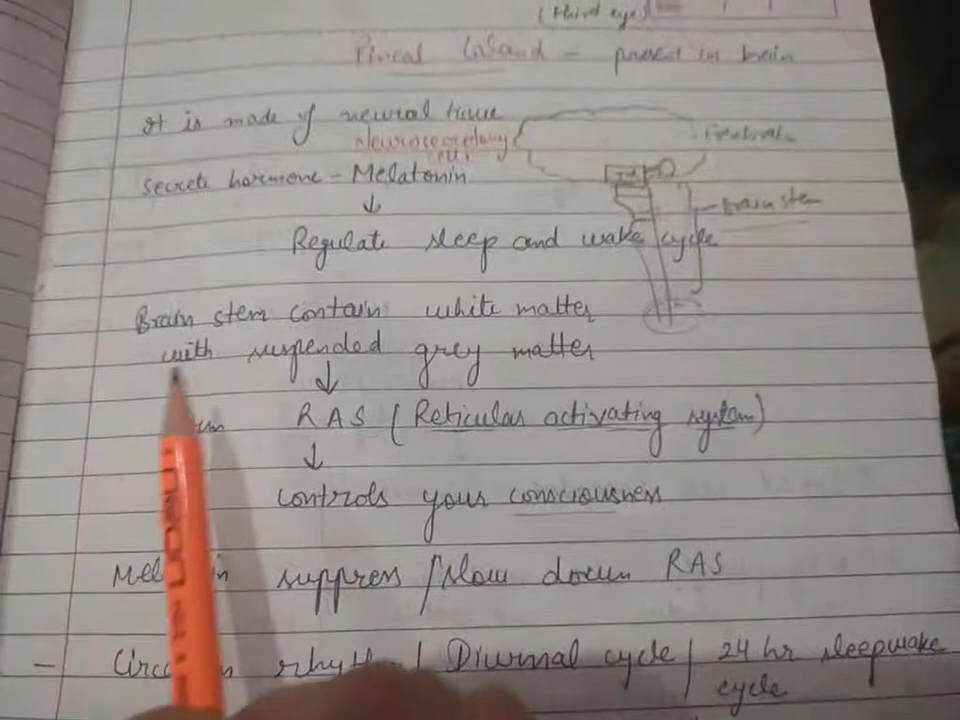 (third eye)
Pineal Gland - present in brain
It is made of neural tissue
Neurosecretory
cell
secrete hormone - Melatonin
↓
brain stem
Regulate sleep and wake cycle
Brain stem contain white matter
with suspended grey matter
↓
RAS (Reticular activating system)
↓
controls your consciousness
suppress / slow down RAS
- rhyth / Diurnal cycle / 24 hr sleepwake
cycle